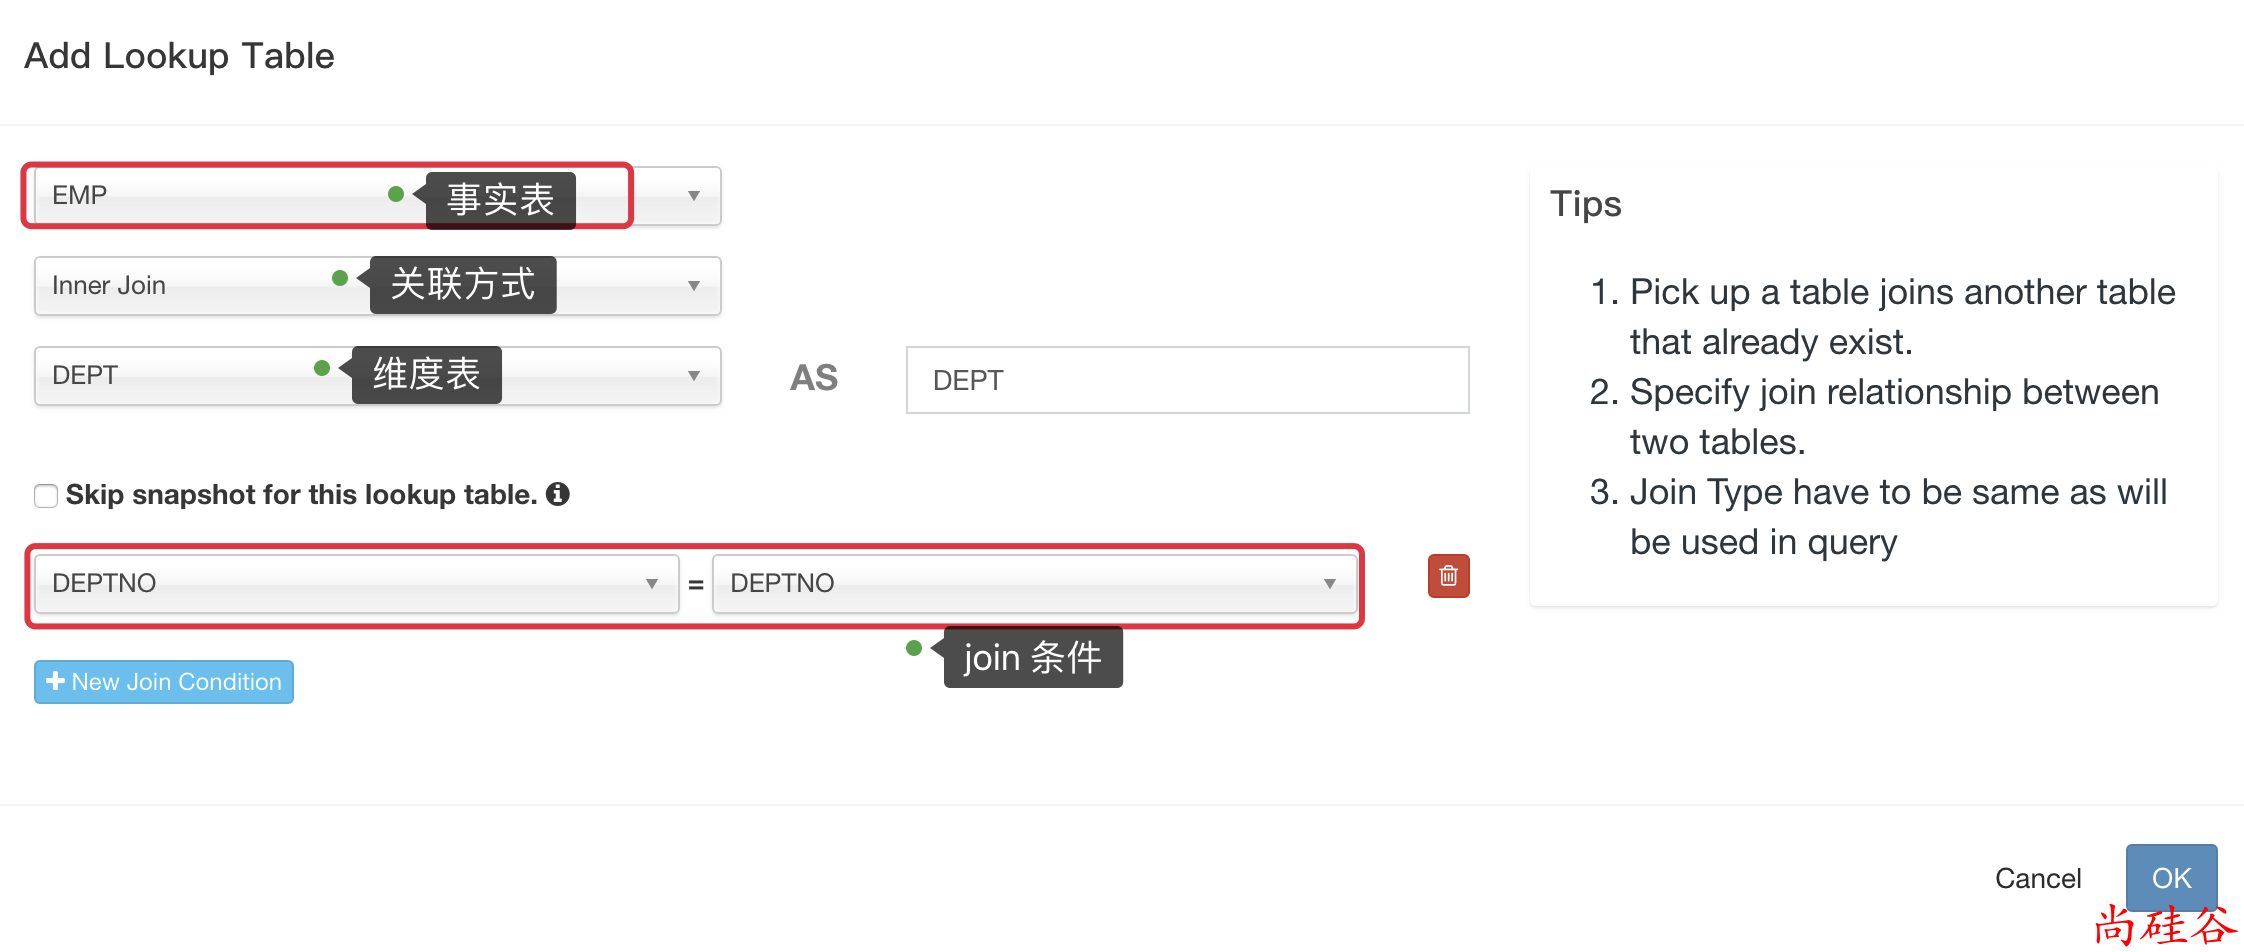 Add Lookup Table
EMP
事实表
Inner Join
关联方式
DEPT
维度表
AS
DEPT
Skip snapshot for this lookup table.
DEPTNO
=
DEPTNO
join 条件
New Join Condition
Tips
1. Pick up a table joins another table
that already exist.
2. Specify join relationship between
two tables.
3. Join Type have to be same as will
be used in query
Cancel
OK
尚硅谷